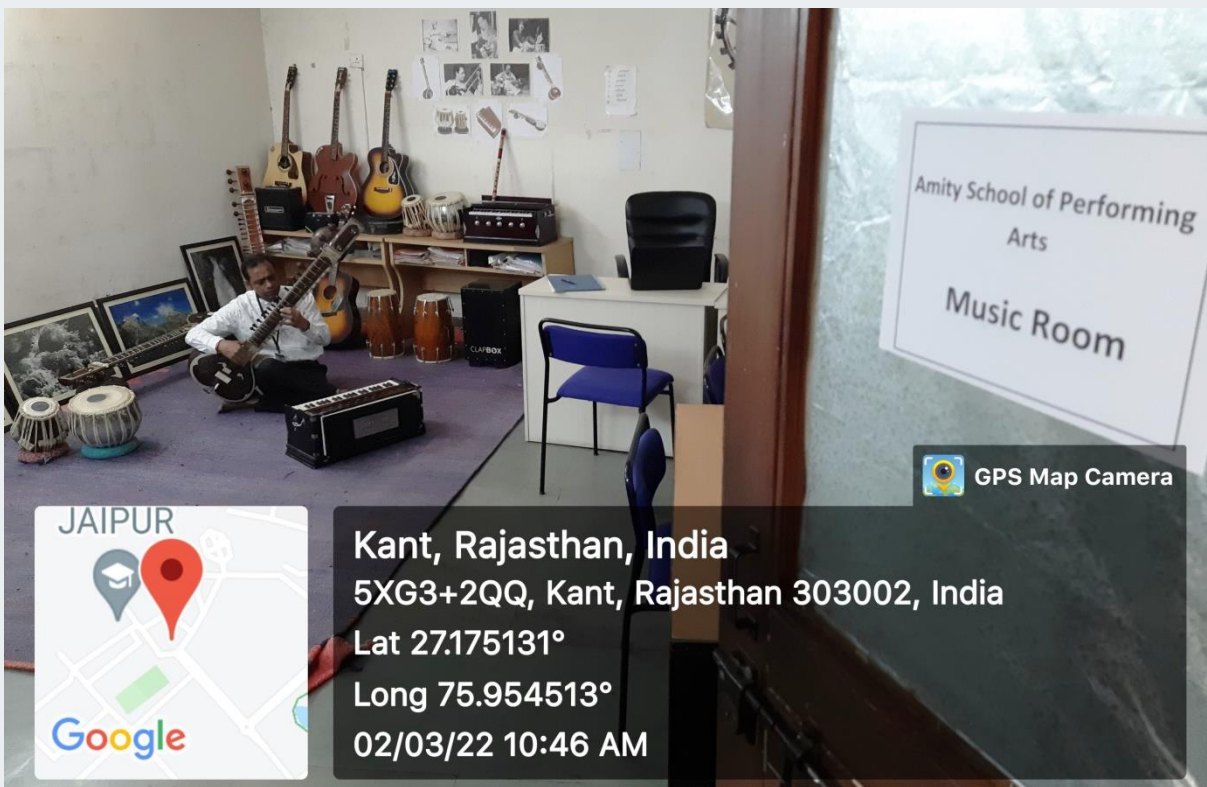 Amity School of Performing
Arts
Music Room
CLAPBOX
GPS Map Camera
JAIPUR
Google
Kant, Rajasthan, India
5XG3+2QQ, Kant, Rajasthan 303002, India
Lat 27.175131°
Long 75.954513°
02/03/22 10:46 AM